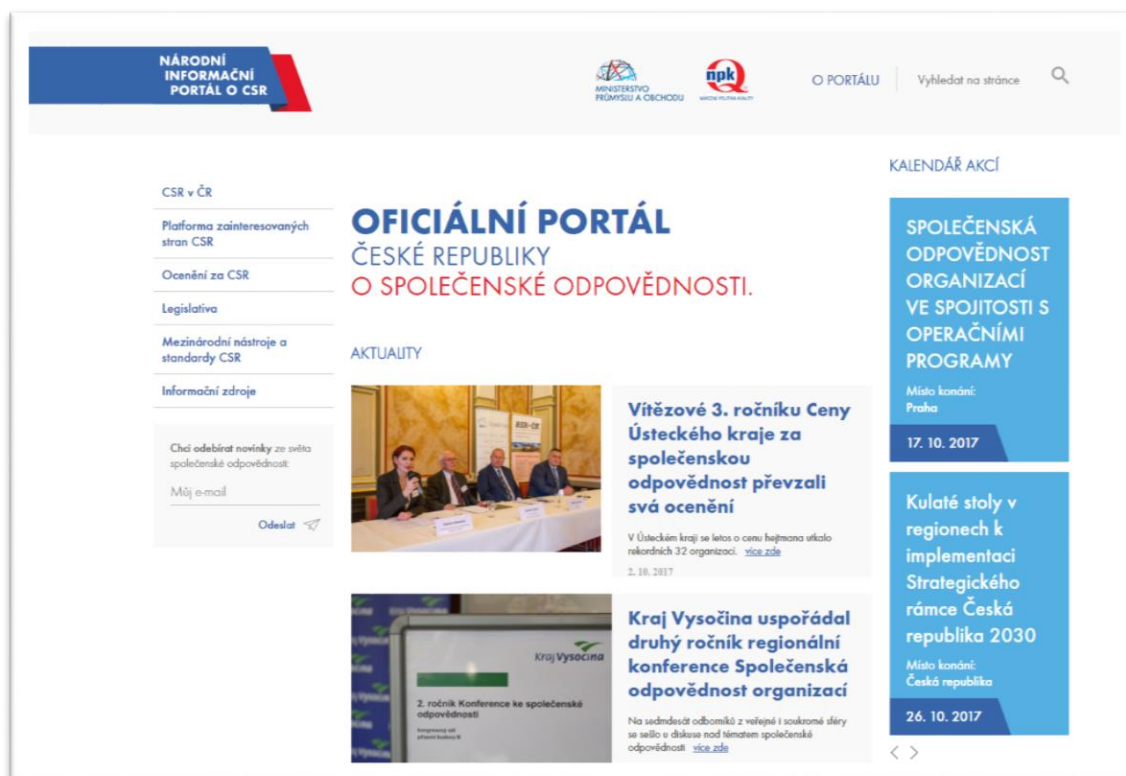 NÁRODNÍ
INFORMAČNÍ
PORTÁL O CSR
MINISTERSTVO
PRŮMYSLU A OBCHODU
npk
NÁRODNÍ POLITIKA KVALITY
O PORTÁLU
Vyhledat na stránce
CSR v ČR
Platforma zainteresovaných
stran CSR
Ocenění za CSR
Legislativa
Mezinárodní nástroje a
standardy CSR
Informační zdroje
Chci odebírat novinky ze světa
společenské odpovědnosti:
Můj e-mail
Odeslat
OFICIÁLNÍ PORTÁL
ČESKÉ REPUBLIKY
O SPOLEČENSKÉ ODPOVĚDNOSTI.
AKTUALITY
Vítězové 3. ročníku Ceny
Ústeckého kraje za
společenskou
odpovědnost převzali
svá ocenění
V Ústeckém kraji se letos o cenu hejtmana utkalo
rekordních 32 organizací. více zde
2. 10. 2017
Kraj Vysočina
2. ročník Konference ke společenské
odpovědnosti
kongresový sál
Kraj Vysočina uspořádal
druhý ročník regionální
konference Společenská
odpovědnost organizací
Na sedmdesát odborníků z veřejné i soukromé sféry
se sešlo u diskuse nad tématem společenské
odpovědnosti více zde
KALENDÁŘ AKCÍ
SPOLEČENSKÁ
ODPOVĚDNOST
ORGANIZACÍ
VE SPOJITOSTI S
OPERAČNÍMI
PROGRAMY
Místo konání:
Praha
17. 10. 2017
Kulaté stoly v
regionech k
implementaci
Strategického
rámce Česká
republika 2030
Místo konání:
Česká republika
26. 10. 2017